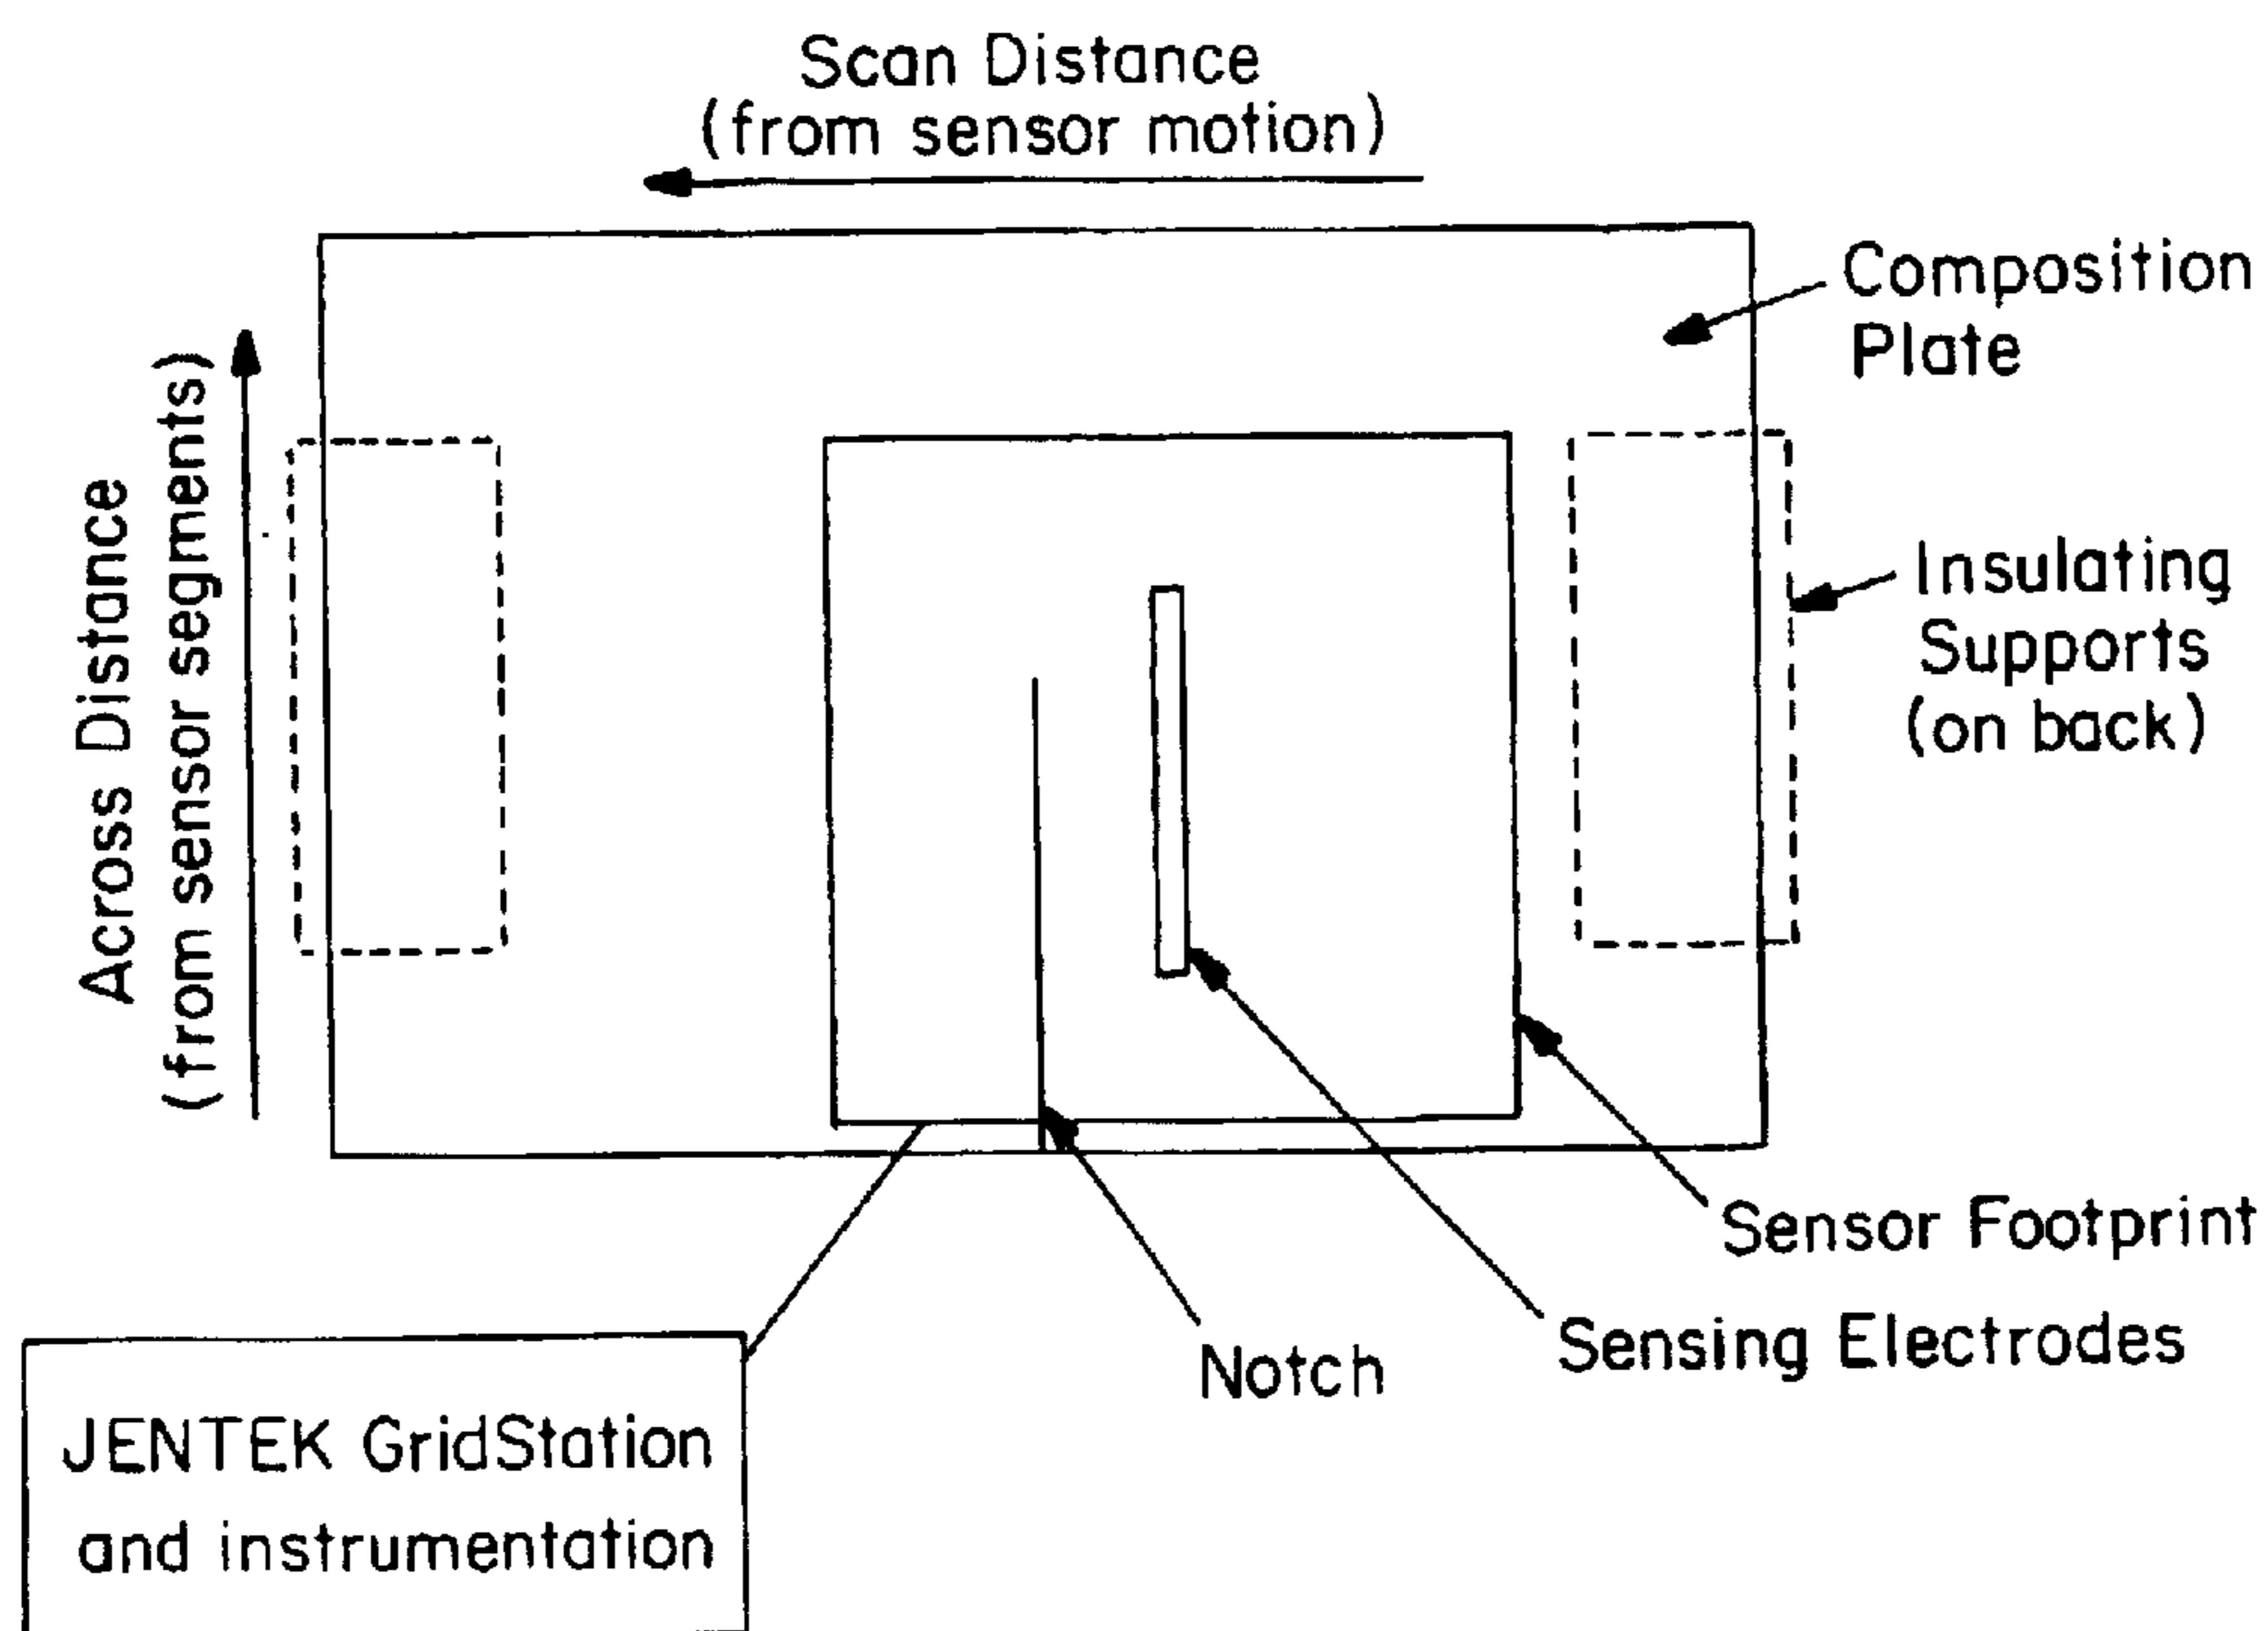 Scan Distance
(from sensor motion)
Composition
Plate
Across Distance
(from sensor segments)
Insulating
Supports
(on back)
Sensor Footprint
Sensing Electrodes
Notch
JENTEK GridStation
and instrumentation